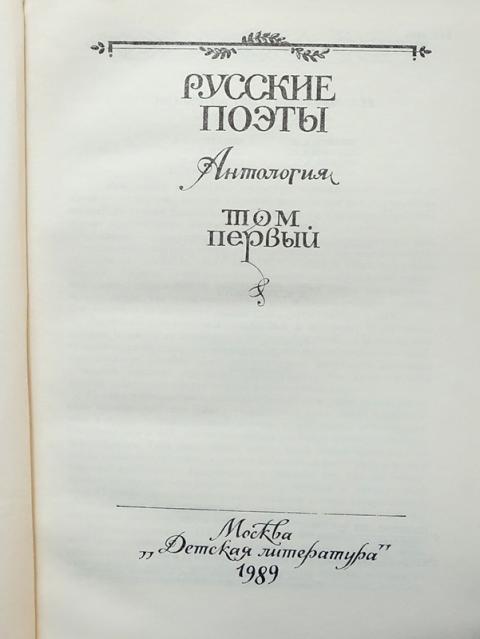 РУССКИЕ
ПОЭТЫ
Антология
ТОМ
первый
Москва
„Детская литература”
1989